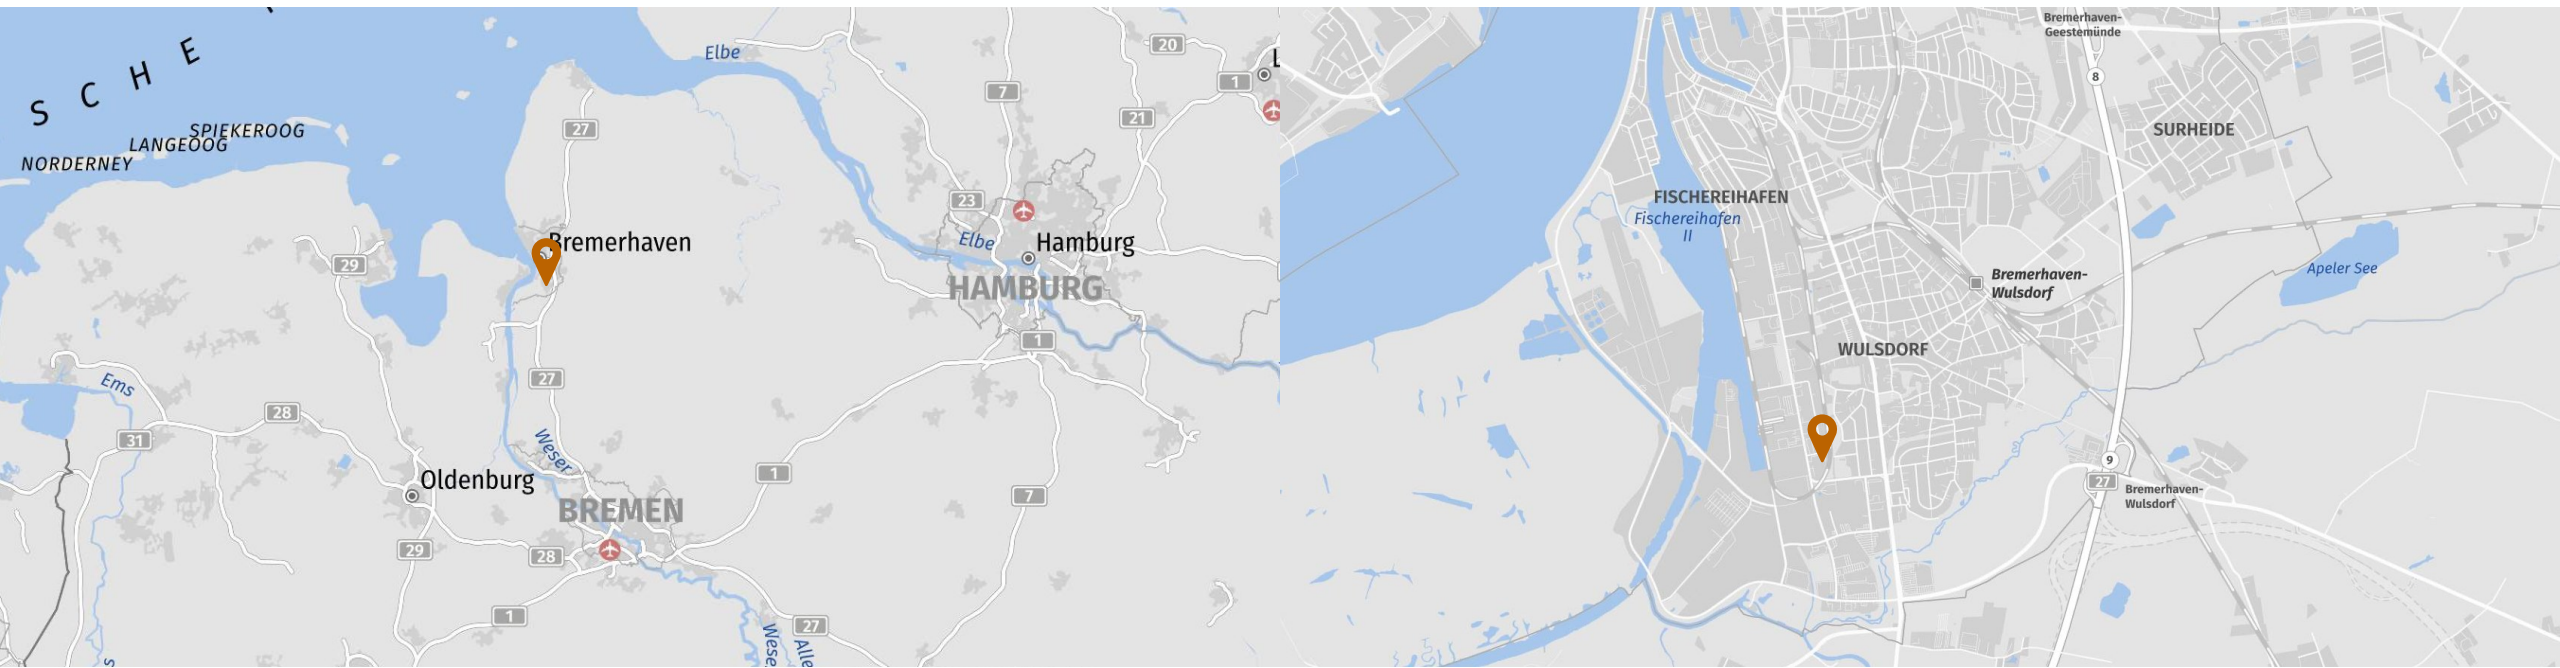 S C H E
Elbe
20
L
1
7
21
27
SPIEKEROOG
LANGEOOG
NORDERNEY
23
Bremerhaven
Elbe
Hamburg
29
HAMBURG
1
27
Ems
28
31
Weser
1
Oldenburg
7
BREMEN
29
28
1
27
Wese
Alle
s
Bremerhaven-
Geestemünde
8
SURHEIDE
FISCHEREIHAFEN
Fischereihafen
II
Bremerhaven-
Wulsdorf
Apeler See
WULSDORF
9
27
Bremerhaven-
Wulsdorf